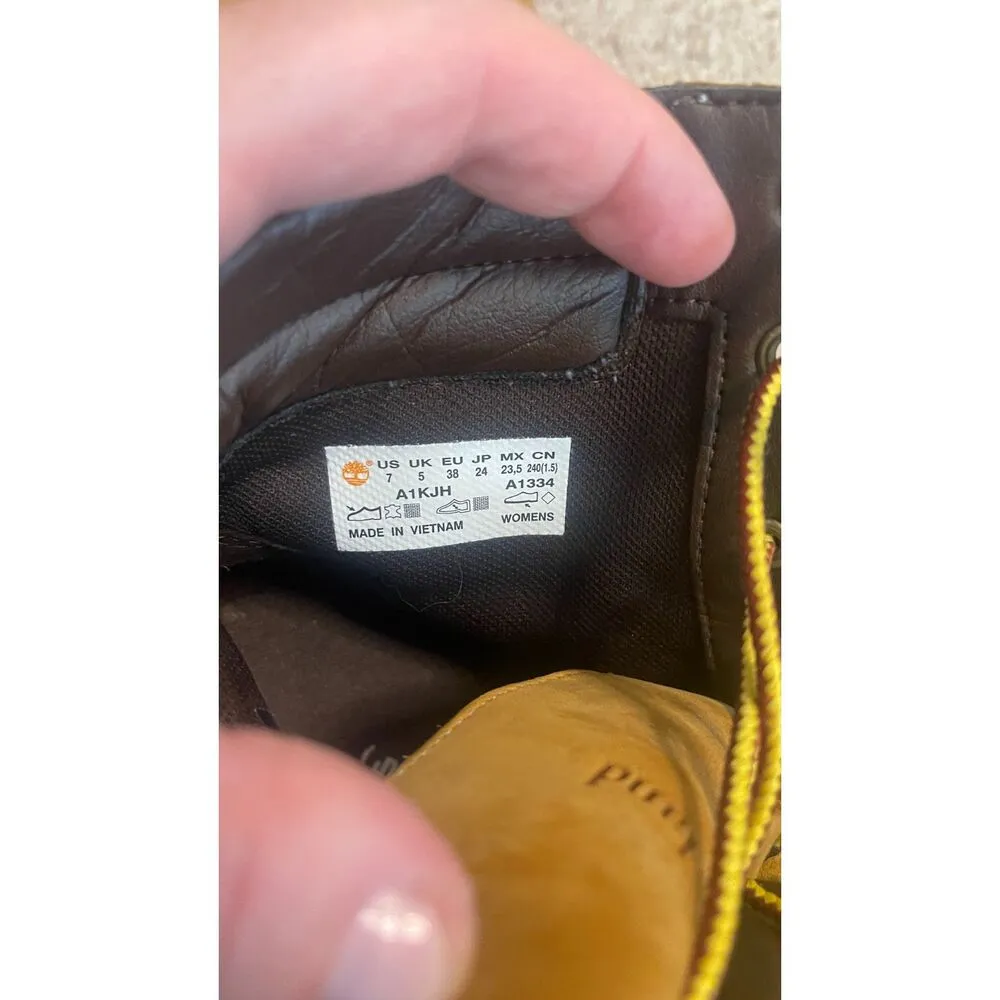 ® US UK EU JP MX CN
7 5 38 24 23,5 240(1.5)
A1KJH A1334
MADE IN VIETNAM WOMENS